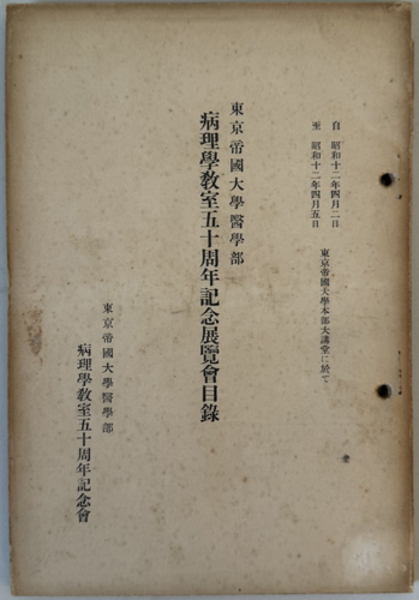 自 昭和十二年四月二日
至 昭和十二年四月五日
東京帝國大學本部大講堂に於て
東京帝國大學醫學部
病理學教室五十周年記念展覽會目錄
東京帝國大學醫學部
病理學教室五十周年記念會